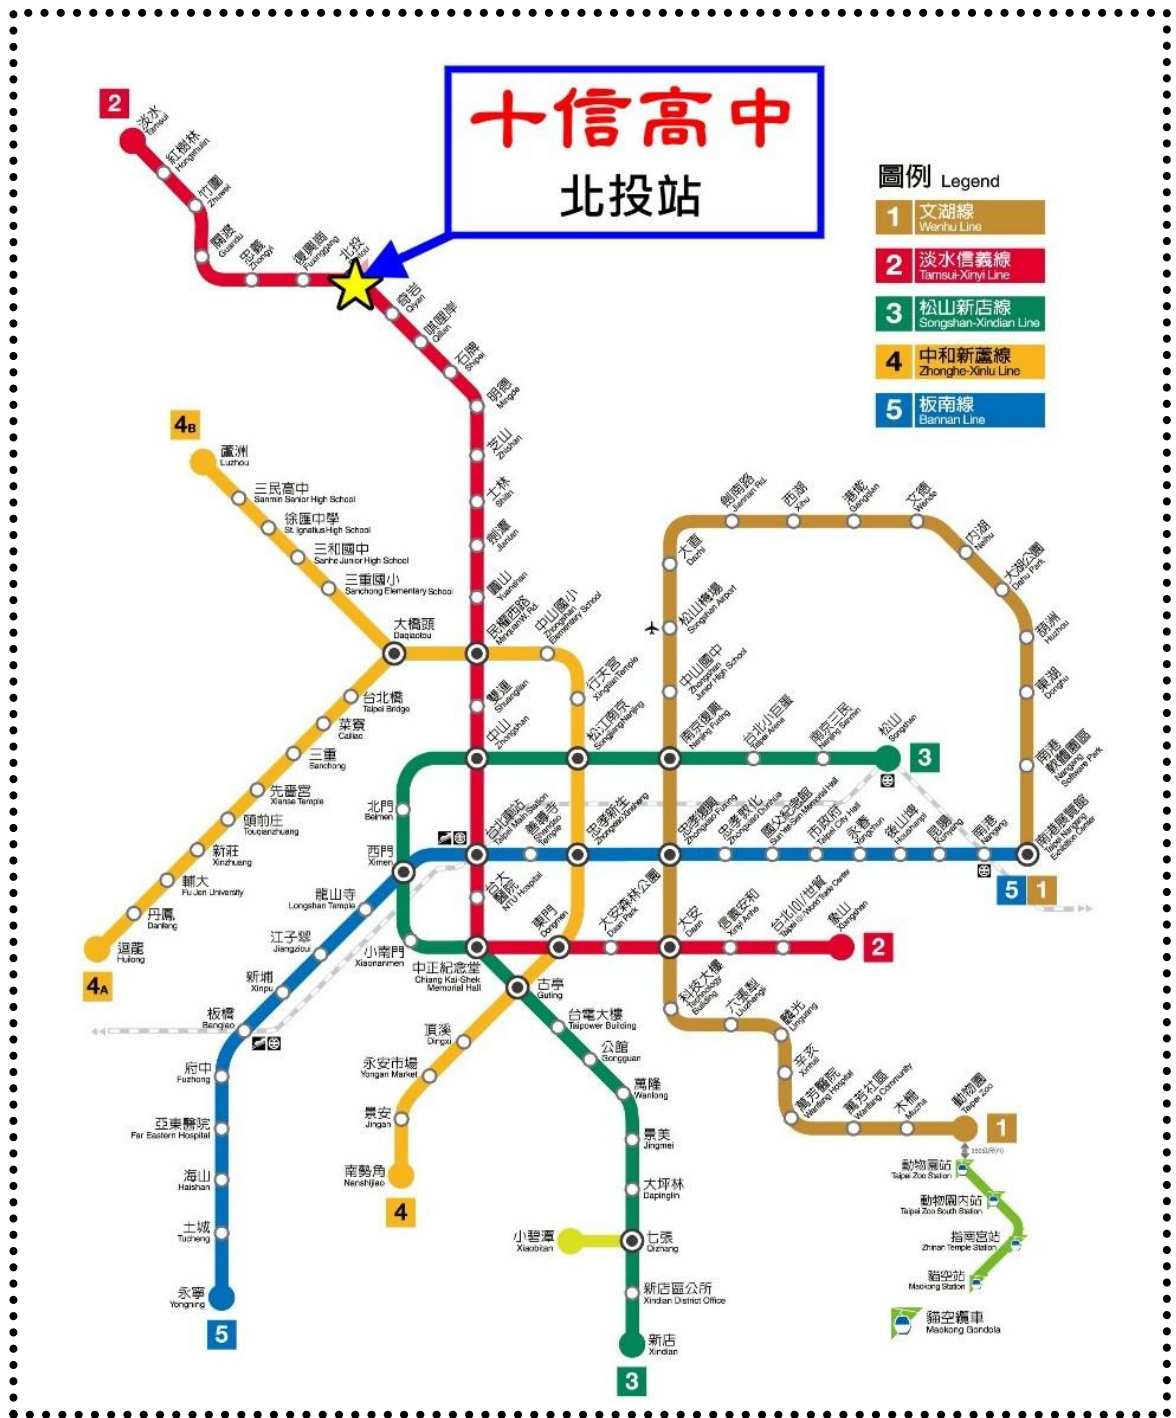 十信高中
北投站
圖例 Legend
1 文湖線
Wenhu Line
2 淡水信義線
Tamsui-Xinyi Line
3 松山新店線
Songshan-Xindian Line
4 中和新蘆線
Zhonghe-Xinlu Line
5 板南線
Bannan Line
2
淡水
Tamsui
紅樹林
Hongshulin
竹圍
Zhuwei
關渡
Guandu
忠義
Zhongyi
復興崗
Fuxinggang
北投
奇岩
Qiyan
唭哩岸
Qilian
石牌
Shipai
明德
Mingde
芝山
Zhishan
士林
Shilin
劍潭
Jiantan
圓山
Yuanshan
民權西路
Minquan W. Rd.
雙連
Shuanglian
中山
Zhongshan
台北車站
Taipei Main Station
台大
醫院
NTU Hospital
中正紀念堂
Chiang Kai-Shek
Memorial Hall
東門
Dongmen
大安森林公園
Daan Park
大安
Daan
信義安和
Xinyi Anhe
台北101/世貿
Taipei 101/World Trade Center
象山
Xiangshan
2
4B
蘆洲
Luzhou
三民高中
Sanmin Senior High School
徐匯中學
St. Ignatius High School
三和國中
Sanhe Junior High School
三重國小
Sanchong Elementary School
大橋頭
Daqiaotou
台北橋
Taipei Bridge
菜寮
Cailiao
三重
Sanchong
先嗇宮
Xianse Temple
頭前庄
Touqianzhuang
新莊
Xinzhuang
輔大
Fu Jen University
丹鳳
Danfeng
迴龍
Huilong
4A
中山國小
Zhongshan
Elementary School
行天宮
Xingtian Temple
松江南京
Songjiang Nanjing
忠孝新生
Zhongxiao Xinsheng
古亭
Guting
頂溪
Dingxi
永安市場
Yongan Market
景安
Jingan
南勢角
Nanshijiao
4
劍南路
Jiannan Rd.
西湖
Xihu
港墘
Gangqian
文德
Wende
內湖
Neihu
大湖公園
Dahu Park
葫洲
Huzhou
東湖
Donghu
南港
軟體園區
Nangang
Software Park
南港展覽館
Taipei Nangang
Exhibition Center
5 1
大直
Dazhi
松山機場
Songshan Airport
中山國中
Zhongshan
Junior High School
南京復興
Nanjing Fuxing
台北小巨蛋
Taipei Arena
南京三民
Nanjing Sanmin
松山
Songshan
3
北門
Beimen
西門
Ximen
小南門
Xiaonanmen
善導寺
Shandao
Temple
忠孝復興
Zhongxiao Fuxing
忠孝敦化
Zhongxiao Dunhua
國父紀念館
Sun Yat-Sen Memorial Hall
市政府
Taipei City Hall
永春
Yongchun
後山埤
Houshanpi
昆陽
Kunyang
南港
Nangang
龍山寺
Longshan Temple
江子翠
Jiangzicui
新埔
Xinpu
板橋
Banqiao
府中
Fuzhong
亞東醫院
Far Eastern Hospital
海山
Haishan
土城
Tucheng
永寧
Yongning
5
台電大樓
Taipower Building
公館
Gongguan
萬隆
Wanlong
景美
Jingmei
大坪林
Dapinglin
七張
Qizhang
小碧潭
Xiaobitan
新店區公所
Xindian District Office
新店
Xindian
3
科技大樓
Technology
Building
六張犁
Liuzhangli
麟光
Linguang
辛亥
Xinhai
萬芳醫院
Wanfang Hospital
萬芳社區
Wanfang Community
木柵
Muzha
動物園
Taipei Zoo
1
動物園站
Taipei Zoo Station
動物園內站
Taipei Zoo South Station
指南宮站
Zhinan Temple Station
貓空站
Maokong Station
貓空纜車
Maokong Gondola